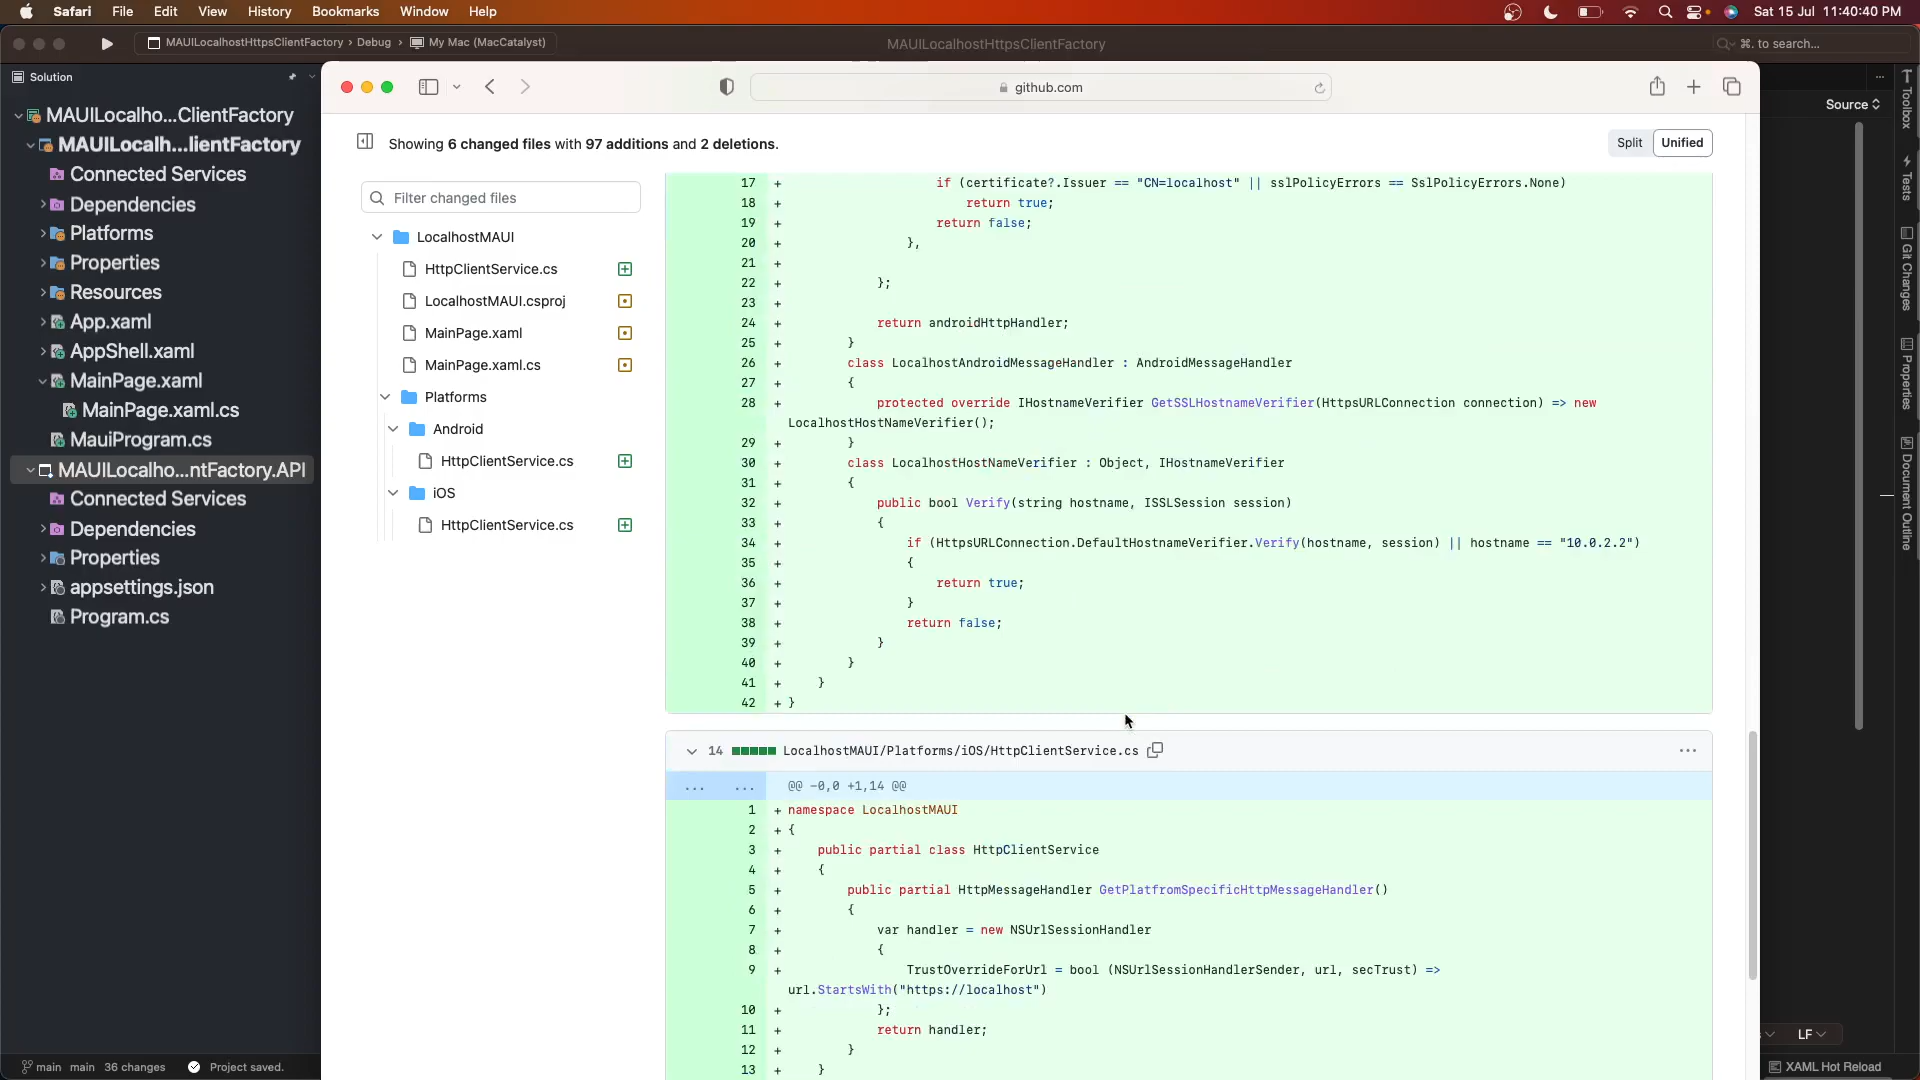 Safari File Edit View History Bookmarks Window Help
Sat 15 Jul 11:40:40 PM
MAUILocalhostHttpsClientFactory › Debug › My Mac (MacCatalyst)
MAUILocalhostHttpsClientFactory
⌘. to search...
Solution
github.com
Source
MAUILocalho...ClientFactory
MAUILocalh...lientFactory
Connected Services
Dependencies
Platforms
Properties
Resources
App.xaml
AppShell.xaml
MainPage.xaml
MainPage.xaml.cs
MauiProgram.cs
MAUILocalho...ntFactory.API
Connected Services
Dependencies
Properties
appsettings.json
Program.cs
Showing 6 changed files with 97 additions and 2 deletions.
Split Unified
Filter changed files
LocalhostMAUI
HttpClientService.cs
LocalhostMAUI.csproj
MainPage.xaml
MainPage.xaml.cs
Platforms
Android
HttpClientService.cs
iOS
HttpClientService.cs
17 + if (certificate?.Issuer == "CN=localhost" || sslPolicyErrors == SslPolicyErrors.None)
18 + return true;
19 + return false;
20 + },
21 +
22 + };
23 +
24 + return androidHttpHandler;
25 + }
26 + class LocalhostAndroidMessageHandler : AndroidMessageHandler
27 + {
28 + protected override IHostnameVerifier GetSSLHostnameVerifier(HttpsURLConnection connection) => new
LocalhostHostNameVerifier();
29 + }
30 + class LocalhostHostNameVerifier : Object, IHostnameVerifier
31 + {
32 + public bool Verify(string hostname, ISSLSession session)
33 + {
34 + if (HttpsURLConnection.DefaultHostnameVerifier.Verify(hostname, session) || hostname == "10.0.2.2")
35 + {
36 + return true;
37 + }
38 + return false;
39 + }
40 + }
41 + }
42 + }
14 LocalhostMAUI/Platforms/iOS/HttpClientService.cs
... ... @@ -0,0 +1,14 @@
1 + namespace LocalhostMAUI
2 + {
3 + public partial class HttpClientService
4 + {
5 + public partial HttpMessageHandler GetPlatfromSpecificHttpMessageHandler()
6 + {
7 + var handler = new NSUrlSessionHandler
8 + {
9 + TrustOverrideForUrl = bool (NSUrlSessionHandlerSender, url, secTrust) =>
url.StartsWith("https://localhost")
10 + };
11 + return handler;
12 + }
13 + }
Toolbox
Tests
Git Changes
Properties
Document Outline
LF
main main 36 changes Project saved.
XAML Hot Reload